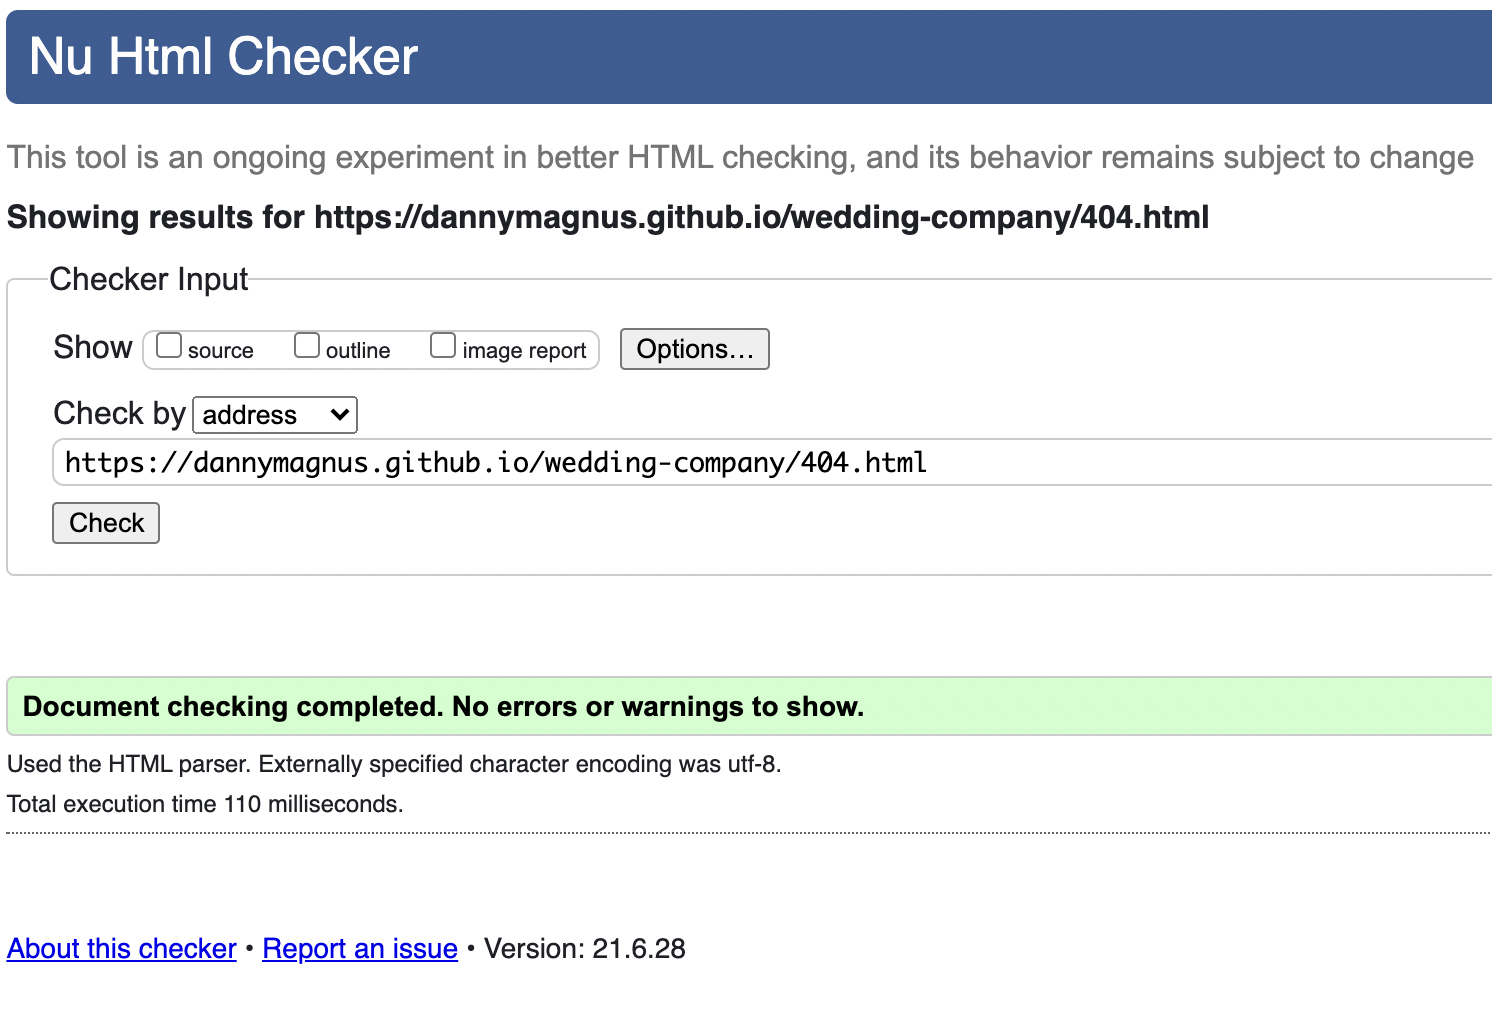 Nu Html Checker
This tool is an ongoing experiment in better HTML checking, and its behavior remains subject to change
Showing results for https://dannymagnus.github.io/wedding-company/404.html
Checker Input
Show source outline image report Options...
Check by address
https://dannymagnus.github.io/wedding-company/404.html
Check
Document checking completed. No errors or warnings to show.
Used the HTML parser. Externally specified character encoding was utf-8.
Total execution time 110 milliseconds.
About this checker • Report an issue • Version: 21.6.28